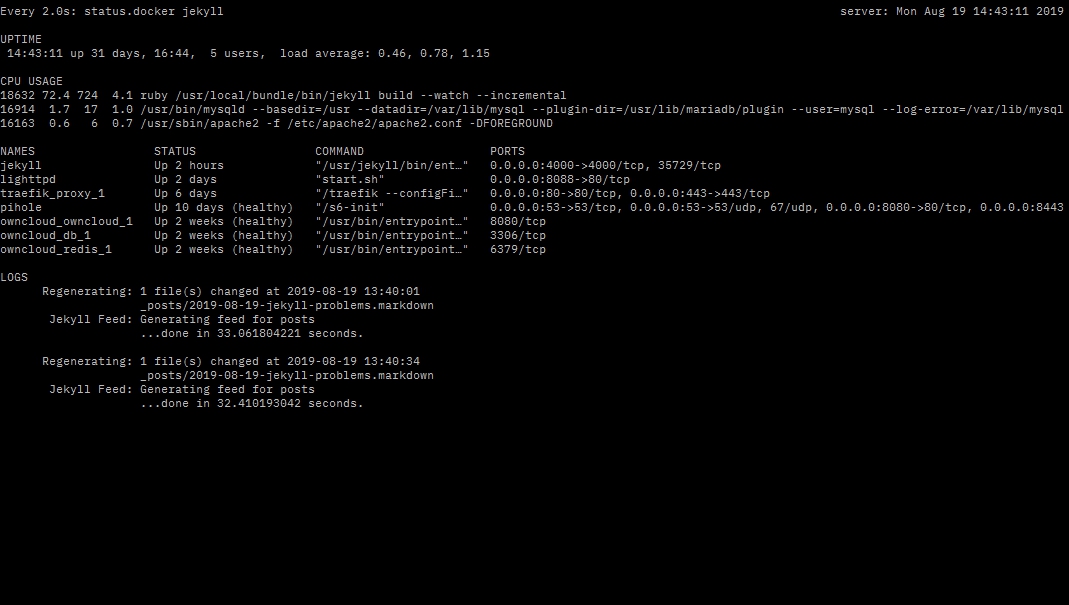 Every 2.0s: status.docker jekyll server: Mon Aug 19 14:43:11 2019
UPTIME
14:43:11 up 31 days, 16:44, 5 users, load average: 0.46, 0.78, 1.15
CPU USAGE
18632 72.4 724 4.1 ruby /usr/local/bundle/bin/jekyll build --watch --incremental
16914 1.7 17 1.0 /usr/bin/mysqld --basedir=/usr --datadir=/var/lib/mysql --plugin-dir=/usr/lib/mariadb/plugin --user=mysql --log-error=/var/lib/mysql
16163 0.6 6 0.7 /usr/sbin/apache2 -f /etc/apache2/apache2.conf -DFOREGROUND
NAMES STATUS COMMAND PORTS
jekyll Up 2 hours "/usr/jekyll/bin/ent…" 0.0.0.0:4000->4000/tcp, 35729/tcp
lighttpd Up 2 days "start.sh" 0.0.0.0:8088->80/tcp
traefik_proxy_1 Up 6 days "/traefik --configFi…" 0.0.0.0:80->80/tcp, 0.0.0.0:443->443/tcp
pihole Up 10 days (healthy) "/s6-init" 0.0.0.0:53->53/tcp, 0.0.0.0:53->53/udp, 67/udp, 0.0.0.0:8080->80/tcp, 0.0.0.0:8443
owncloud_owncloud_1 Up 2 weeks (healthy) "/usr/bin/entrypoint…" 8080/tcp
owncloud_db_1 Up 2 weeks (healthy) "/usr/bin/entrypoint…" 3306/tcp
owncloud_redis_1 Up 2 weeks (healthy) "/usr/bin/entrypoint…" 6379/tcp
LOGS
Regenerating: 1 file(s) changed at 2019-08-19 13:40:01
_posts/2019-08-19-jekyll-problems.markdown
Jekyll Feed: Generating feed for posts
...done in 33.061804221 seconds.
Regenerating: 1 file(s) changed at 2019-08-19 13:40:34
_posts/2019-08-19-jekyll-problems.markdown
Jekyll Feed: Generating feed for posts
...done in 32.410193042 seconds.